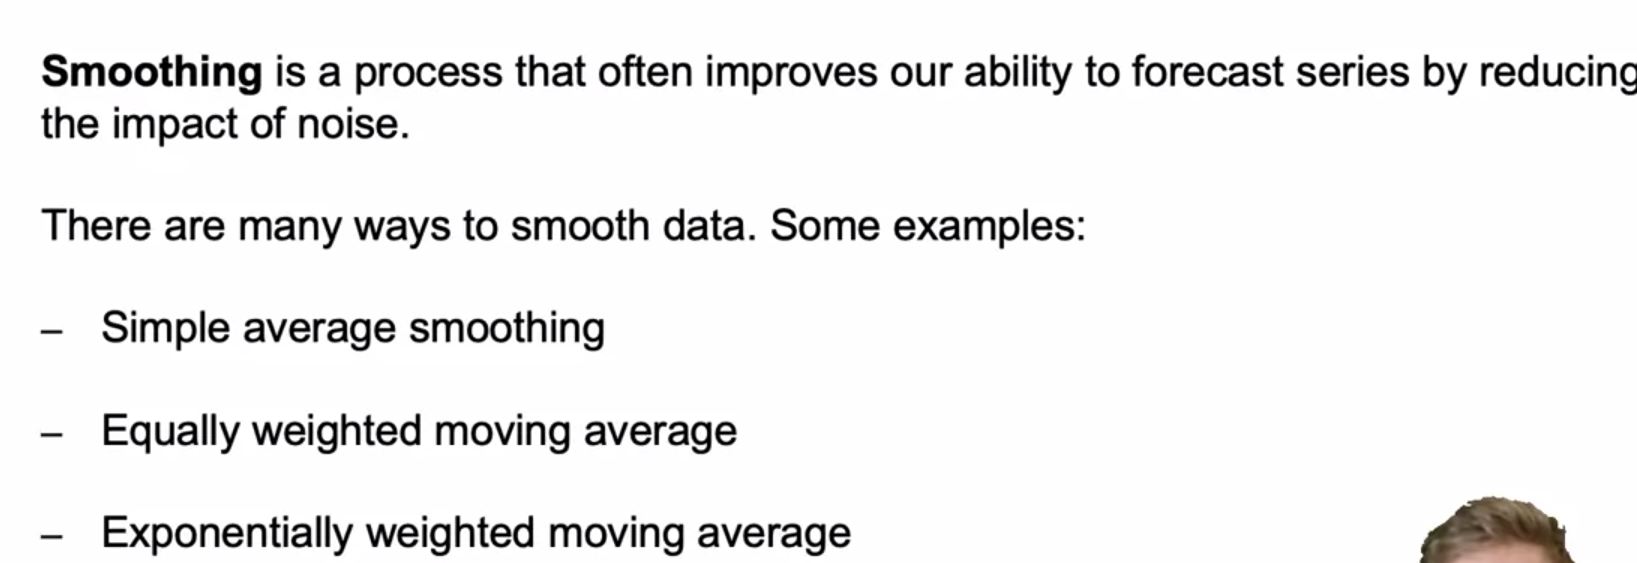 Smoothing is a process that often improves our ability to forecast series by reducing
the impact of noise.
There are many ways to smooth data. Some examples:
– Simple average smoothing
– Equally weighted moving average
– Exponentially weighted moving average